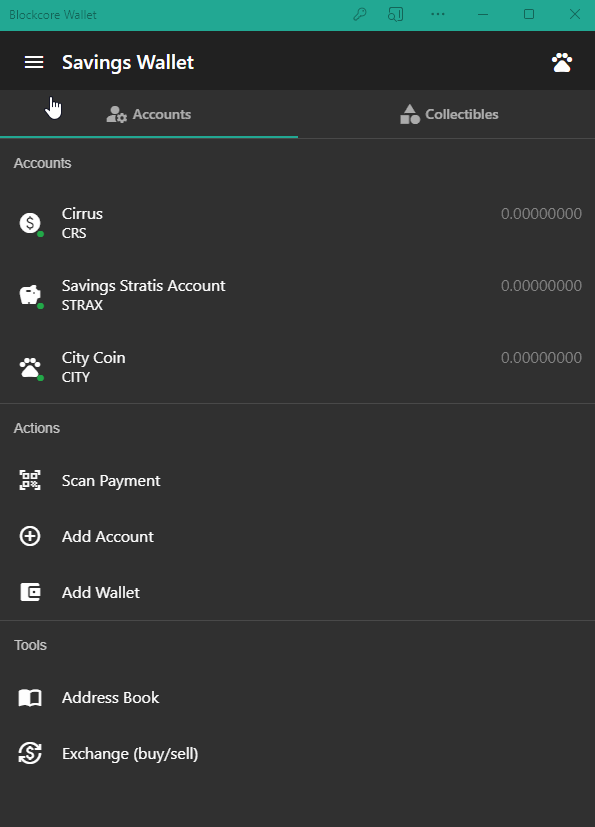 Blockcore Wallet
Savings Wallet
Accounts
Collectibles
Accounts
Cirrus
0.00000000
CRS
Savings Stratis Account
0.00000000
STRAX
City Coin
0.00000000
CITY
Actions
Scan Payment
Add Account
Add Wallet
Tools
Address Book
Exchange (buy/sell)